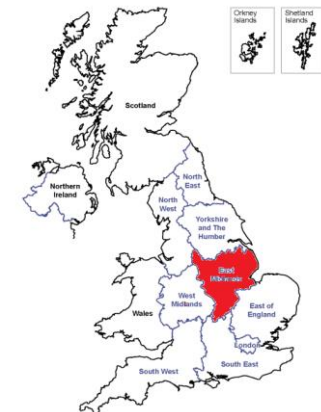 Orkney
Islands
Shetland
Islands
Scotland
North
East
Northern
Ireland
North
West
Yorkshire
and The
Humber
East
Midlands
West
Midlands
East of
England
Wales
London
South West
South East